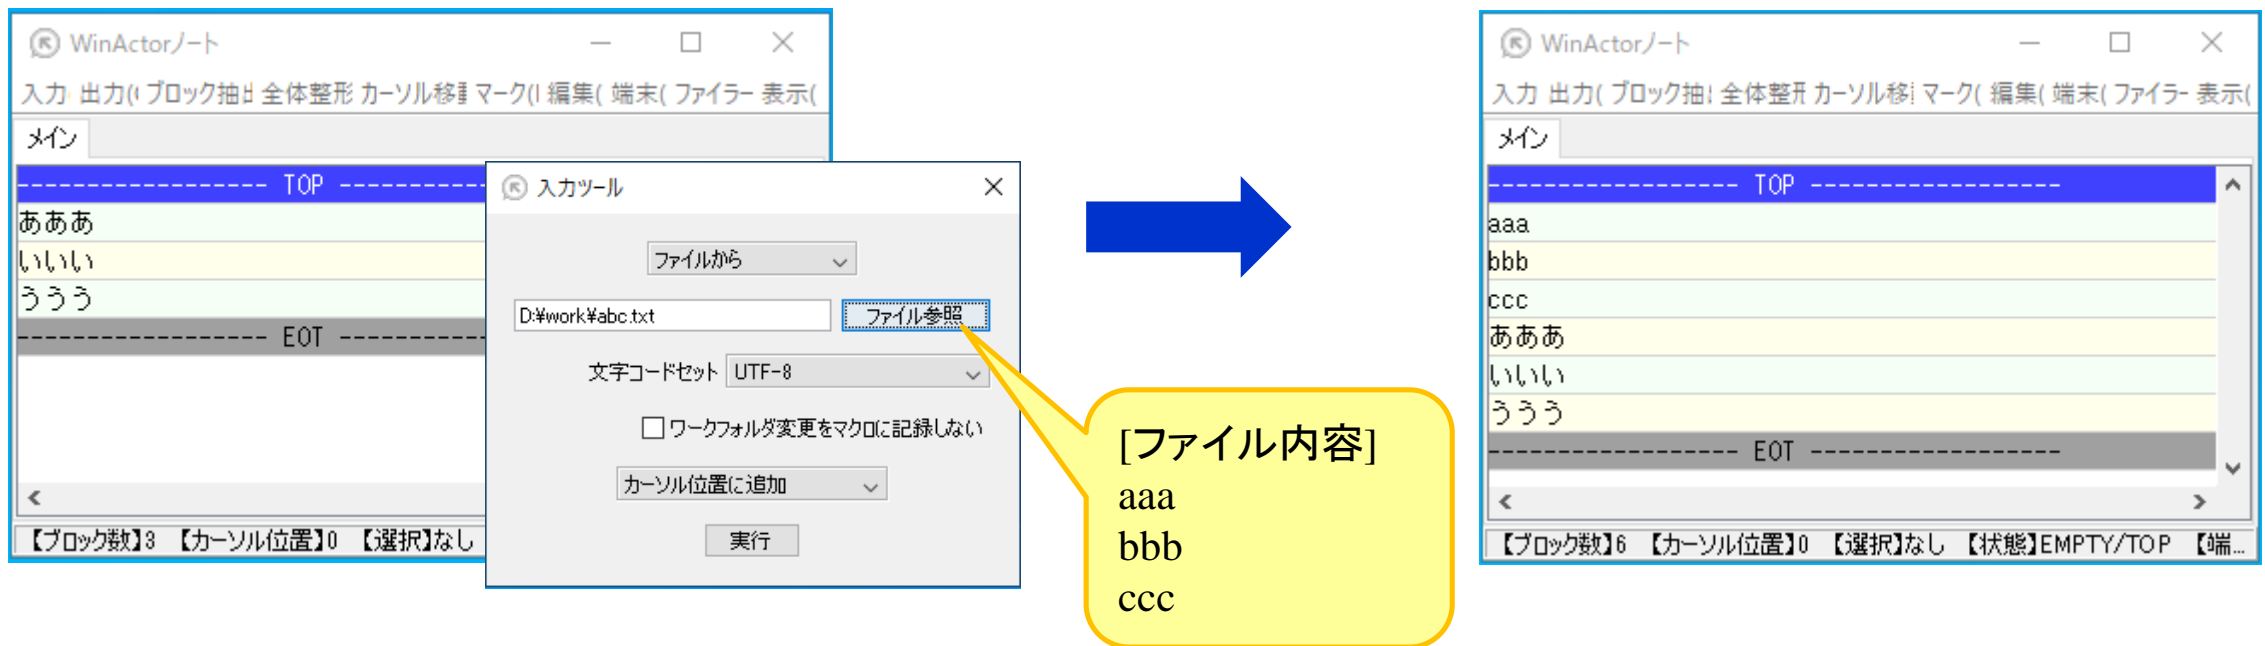 WinActorノート
入力 出力( ブロック抽出 全体整形 カーソル移動 マーク( 編集( 端末( ファイラー 表示(
メイン
------------------ TOP -----------
あああ
いいい
ううう
------------------ EOT -----------
【ブロック数】3 【カーソル位置】0 【選択】なし
入力ツール
ファイルから
D:¥work¥abc.txt
ファイル参照
文字コードセット UTF-8
ワークフォルダ変更をマクロに記録しない
カーソル位置に追加
実行
[ファイル内容]
aaa
bbb
ccc
WinActorノート
入力 出力( ブロック抽出 全体整形 カーソル移動 マーク( 編集( 端末( ファイラー 表示(
メイン
------------------ TOP ------------------
aaa
bbb
ccc
あああ
いいい
ううう
------------------ EOT ------------------
【ブロック数】6 【カーソル位置】0 【選択】なし 【状態】EMPTY/TOP 【端...